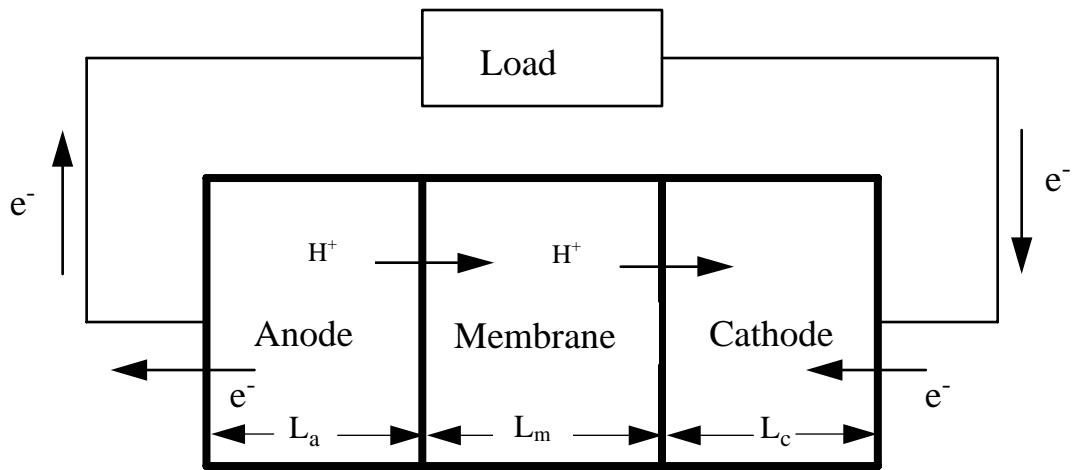 Load
e-
e-
H+ H+
Anode Membrane Cathode
e- e-
La Lm Lc